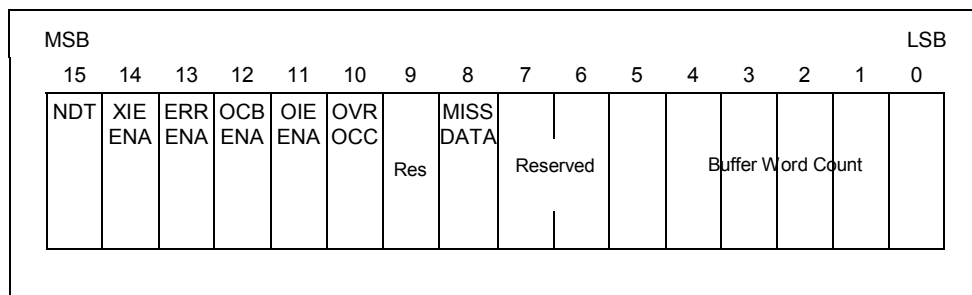 MSB LSB
15 14 13 12 11 10 9 8 7 6 5 4 3 2 1 0
NDT XIE ERR OCB OIE OVR MISS
ENA ENA ENA ENA OCC DATA
Res Reserved Buffer Word Count